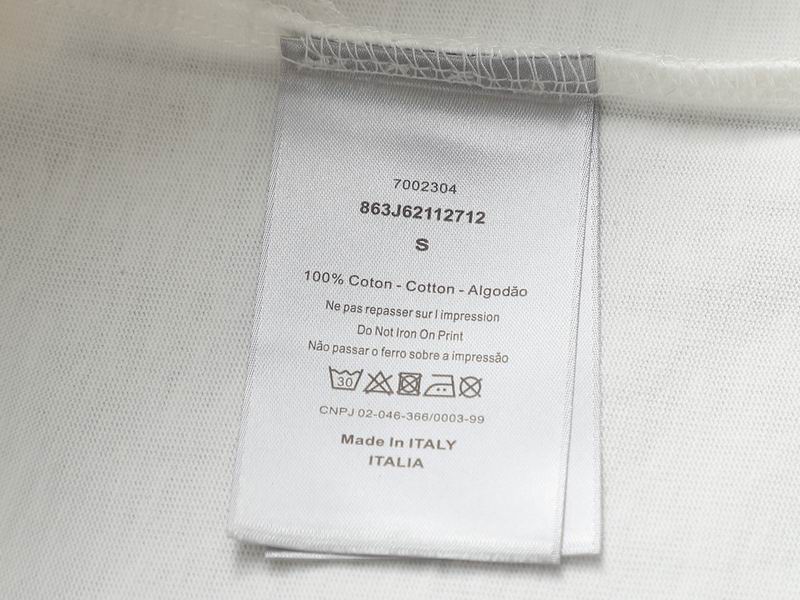 7002304
863J62112712
S
100% Coton - Cotton - Algodão
Ne pas repasser sur l impression
Do Not Iron On Print
Não passar o ferro sobre a impressão
30
CNPJ 02-046-366/0003-99
Made In ITALY
ITALIA